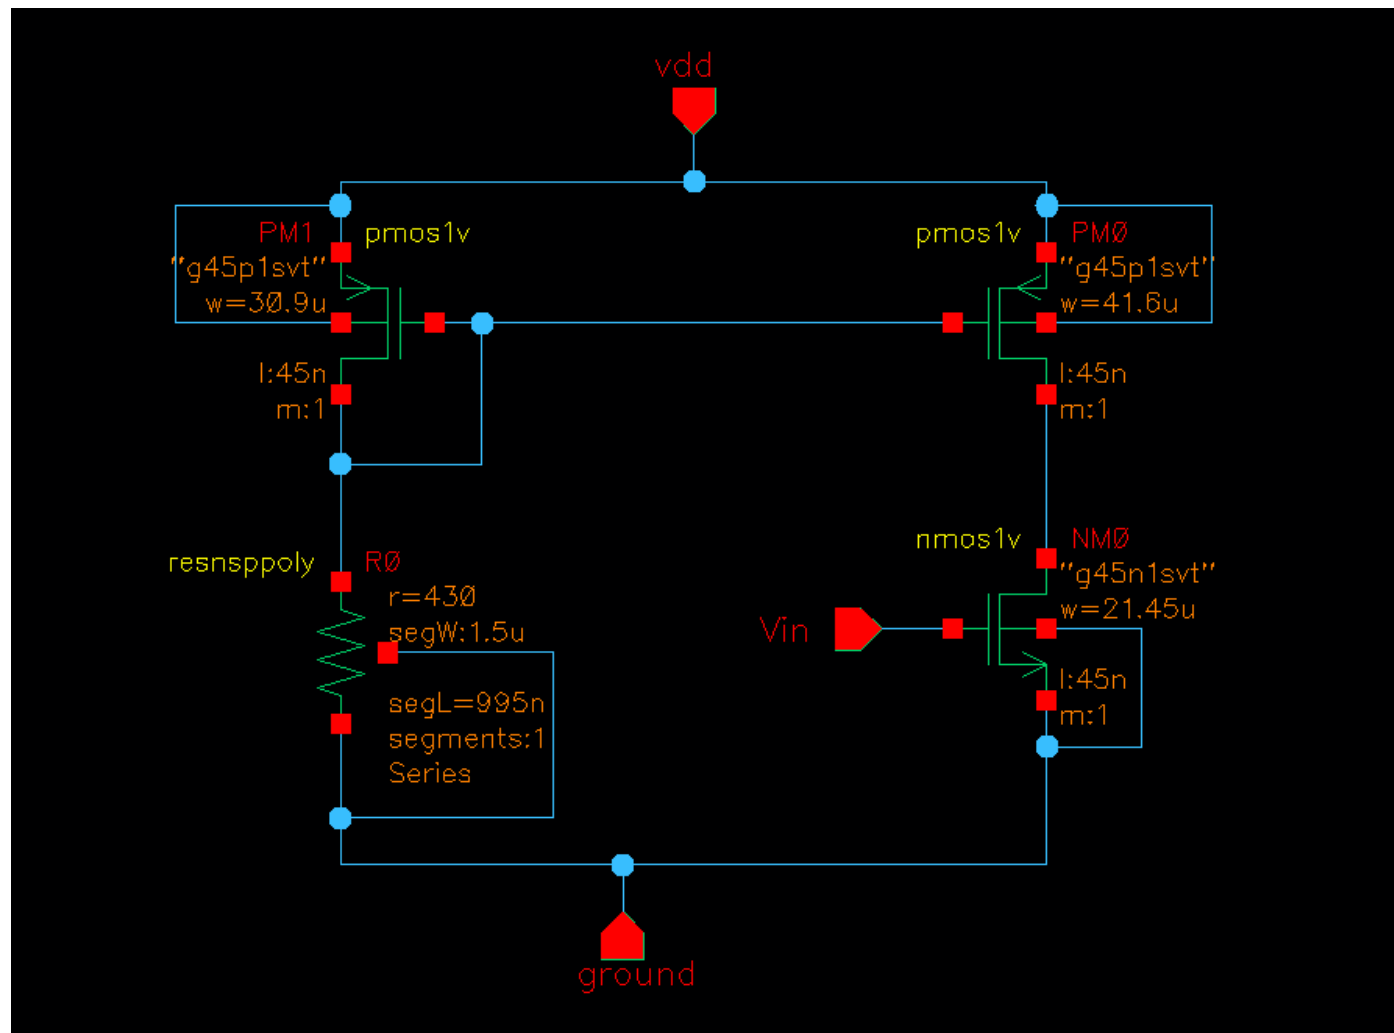 vdd
PM1
pmos1v
"g45p1svt"
w=30.9u
l:45n
m:1
pmos1v
PM0
"g45p1svt"
w=41.6u
l:45n
m:1
resnsppoly
R0
r=430
segW:1.5u
segL=995n
segments:1
Series
Vin
nmos1v
NM0
"g45n1svt"
w=21.45u
l:45n
m:1
ground